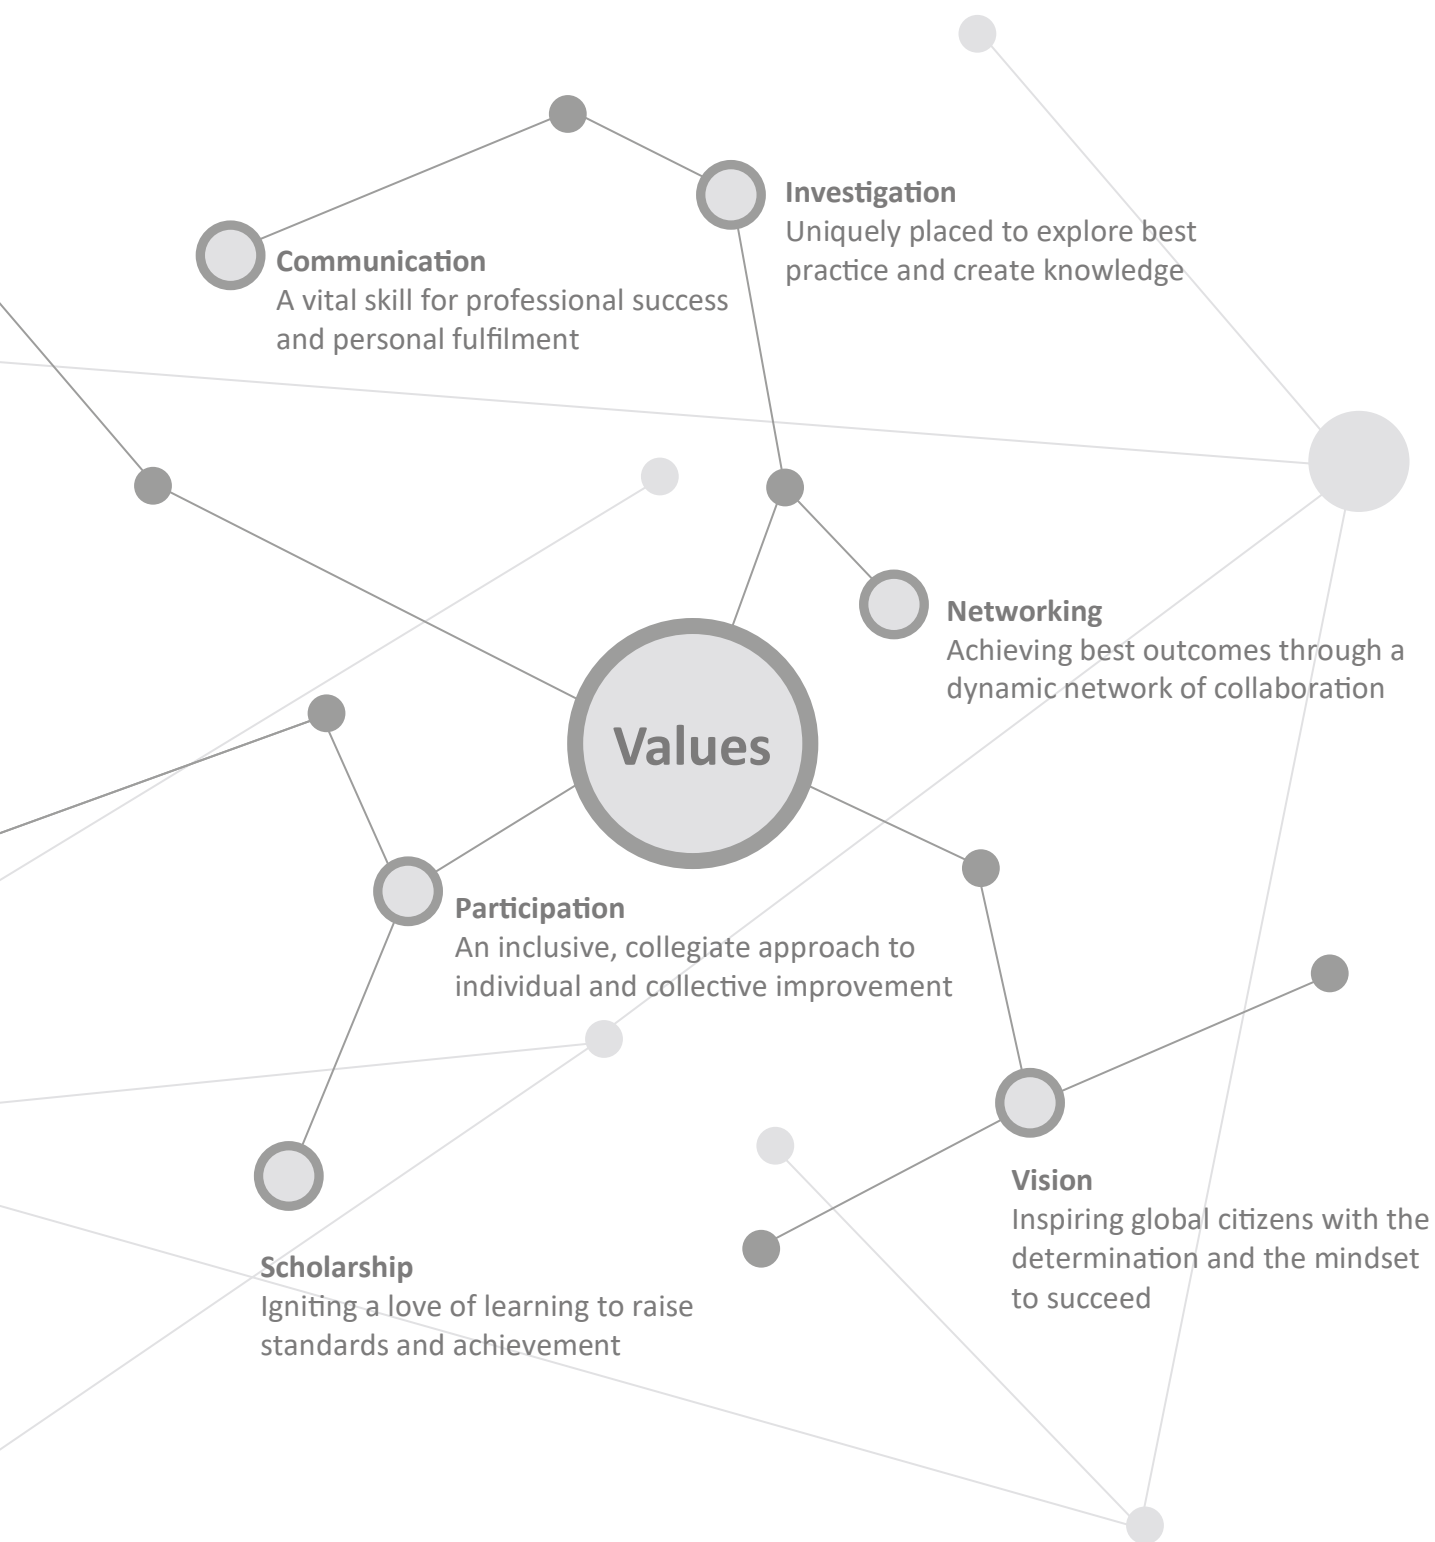 Investigation
Uniquely placed to explore best
practice and create knowledge
Communication
A vital skill for professional success
and personal fulfilment
Networking
Achieving best outcomes through a
dynamic network of collaboration
Values
Participation
An inclusive, collegiate approach to
individual and collective improvement
Vision
Inspiring global citizens with the
determination and the mindset
to succeed
Scholarship
Igniting a love of learning to raise
standards and achievement